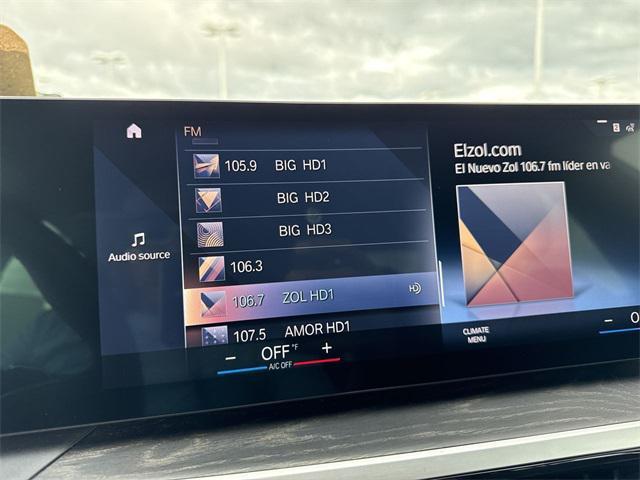 FM
Audio source
105.9 BIG HD1
BIG HD2
BIG HD3
106.3
106.7 ZOL HD1
107.5 AMOR HD1
Elzol.com
El Nuevo Zol 106.7 fm líder en va
− OFF °F +
A/C OFF
CLIMATE
MENU
−